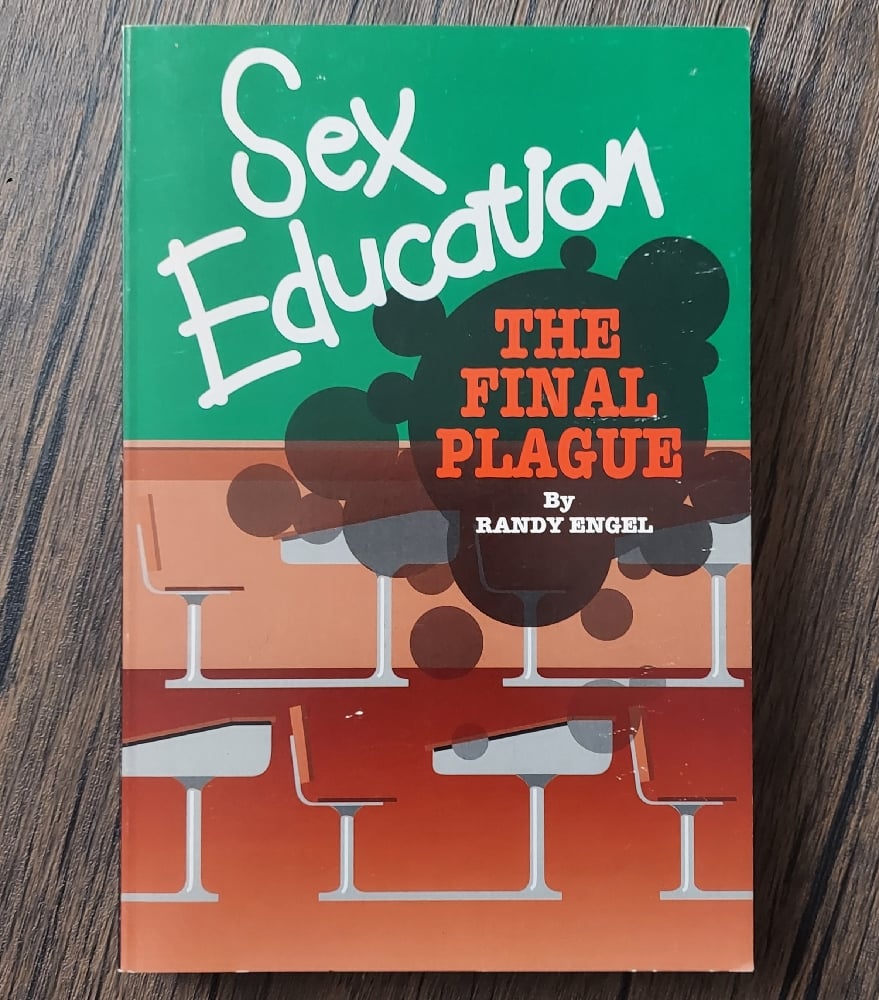 Sex
Education
THE
FINAL
PLAGUE
By
RANDY ENGEL